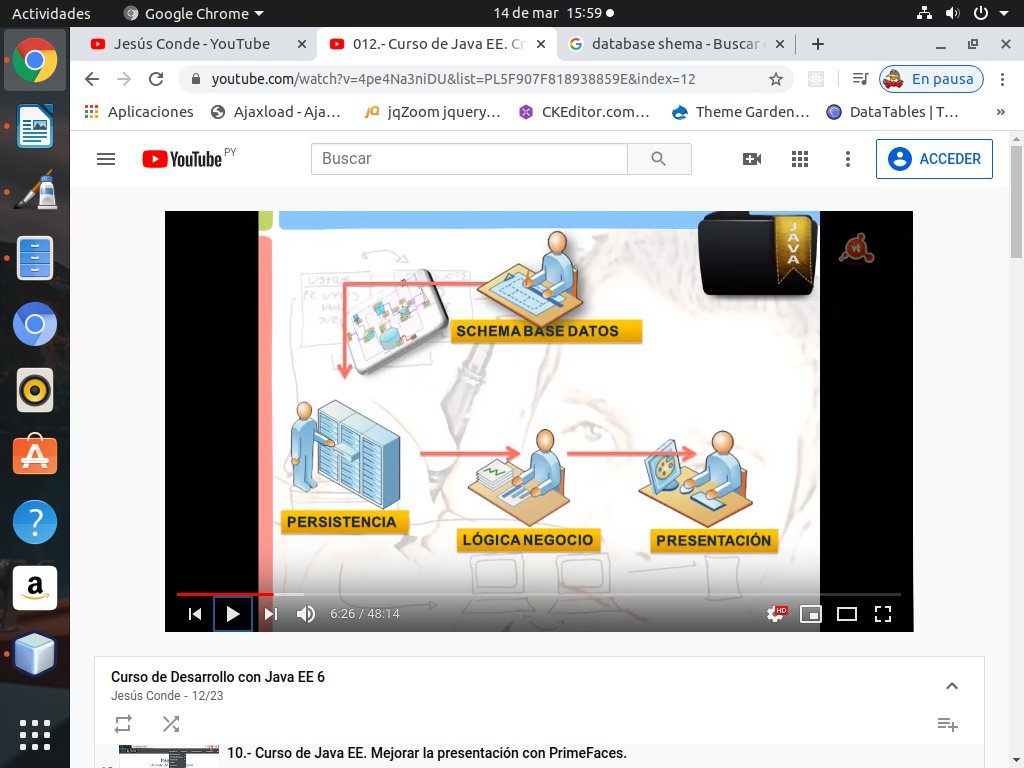 Actividades
Google Chrome
14 de mar 15:59
Jesús Conde - YouTube
012.- Curso de Java EE. Cr
database shema - Buscar c
youtube.com/watch?v=4pe4Na3niDU&list=PL5F907F818938859E&index=12
En pausa
Aplicaciones
Ajaxload - Aja...
jqZoom jquery...
CKEditor.com...
Theme Garden...
DataTables | T...
YouTube PY
Buscar
ACCEDER
JAVA
USERS
SCHEMA BASE DATOS
PERSISTENCIA
LÓGICA NEGOCIO
PRESENTACIÓN
6:26 / 48:14
HD
Curso de Desarrollo con Java EE 6
Jesús Conde - 12/23
10.- Curso de Java EE. Mejorar la presentación con PrimeFaces.